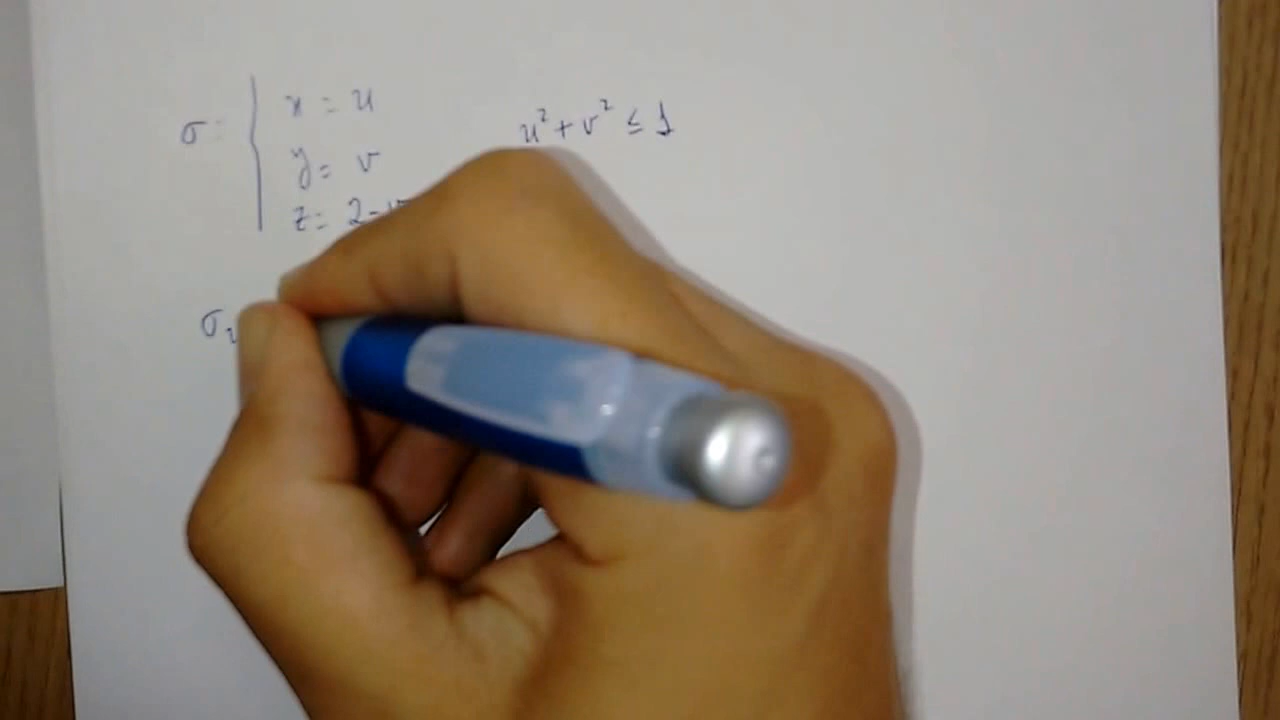 σ: { x = u
u² + v² ≤ 1
y = v
z = 2 - v
σ